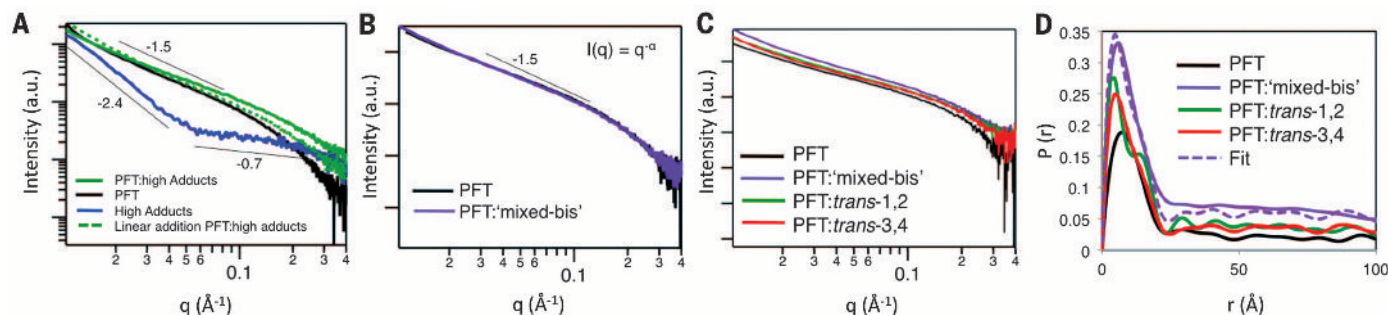 A
Intensity (a.u.)
-1.5
-2.4
-0.7
PFT:high Adducts
PFT
High Adducts
Linear addition PFT:high adducts
2 3 4 5 6 0.1 2 3 4
q (Å⁻¹)
B
Intensity (a.u.)
I(q) = q⁻ᵅ
-1.5
PFT
PFT:‘mixed-bis’
2 3 4 5 6 0.1 2 3 4
q (Å⁻¹)
C
Intensity (a.u.)
PFT
PFT:‘mixed-bis’
PFT:trans-1,2
PFT:trans-3,4
2 3 4 5 6 0.1 2 3 4
q (Å⁻¹)
D
P (r)
0.35
0.3
0.25
0.2
0.15
0.1
0.05
0
PFT
PFT:‘mixed-bis’
PFT:trans-1,2
PFT:trans-3,4
Fit
0 50 100
r (Å)